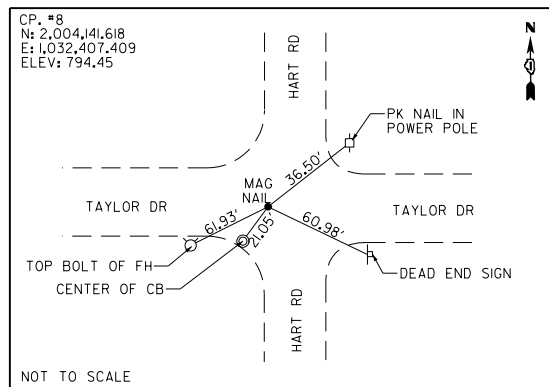 CP. #8
N: 2,004,141.618
E: 1,032,407.409
ELEV: 794.45
HART RD
N
PK NAIL IN
POWER POLE
36.50'
MAG
NAIL
TAYLOR DR
TAYLOR DR
61.93'
21.05'
60.98'
TOP BOLT OF FH
CENTER OF CB
DEAD END SIGN
HART RD
NOT TO SCALE